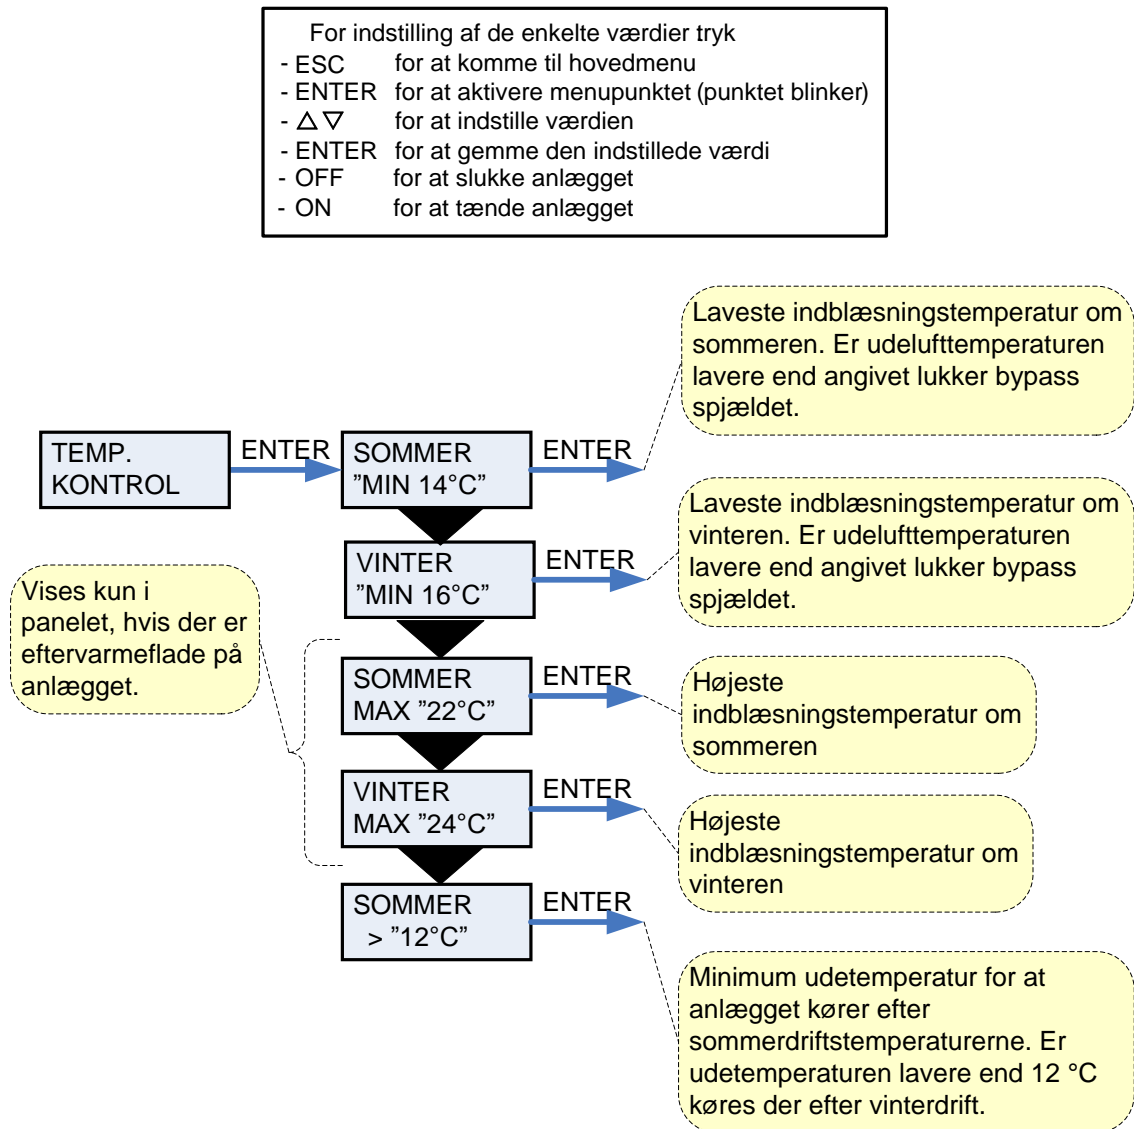 For indstilling af de enkelte værdier tryk
- ESC for at komme til hovedmenu
- ENTER for at aktivere menupunktet (punktet blinker)
- △▽ for at indstille værdien
- ENTER for at gemme den indstillede værdi
- OFF for at slukke anlægget
- ON for at tænde anlægget
Laveste indblæsningstemperatur om
sommeren. Er udelufttemperaturen
lavere end angivet lukker bypass
spjældet.
TEMP.
KONTROL
ENTER
SOMMER
”MIN 14°C”
ENTER
Laveste indblæsningstemperatur om
vinteren. Er udelufttemperaturen
lavere end angivet lukker bypass
spjældet.
VINTER
”MIN 16°C”
ENTER
Vises kun i
panelet, hvis der er
eftervarmeflade på
anlægget.
SOMMER
MAX ”22°C”
ENTER
Højeste
indblæsningstemperatur om
sommeren
VINTER
MAX ”24°C”
ENTER
Højeste
indblæsningstemperatur om
vinteren
SOMMER
> ”12°C”
ENTER
Minimum udetemperatur for at
anlægget kører efter
sommerdriftstemperaturerne. Er
udetemperaturen lavere end 12 °C
køres der efter vinterdrift.